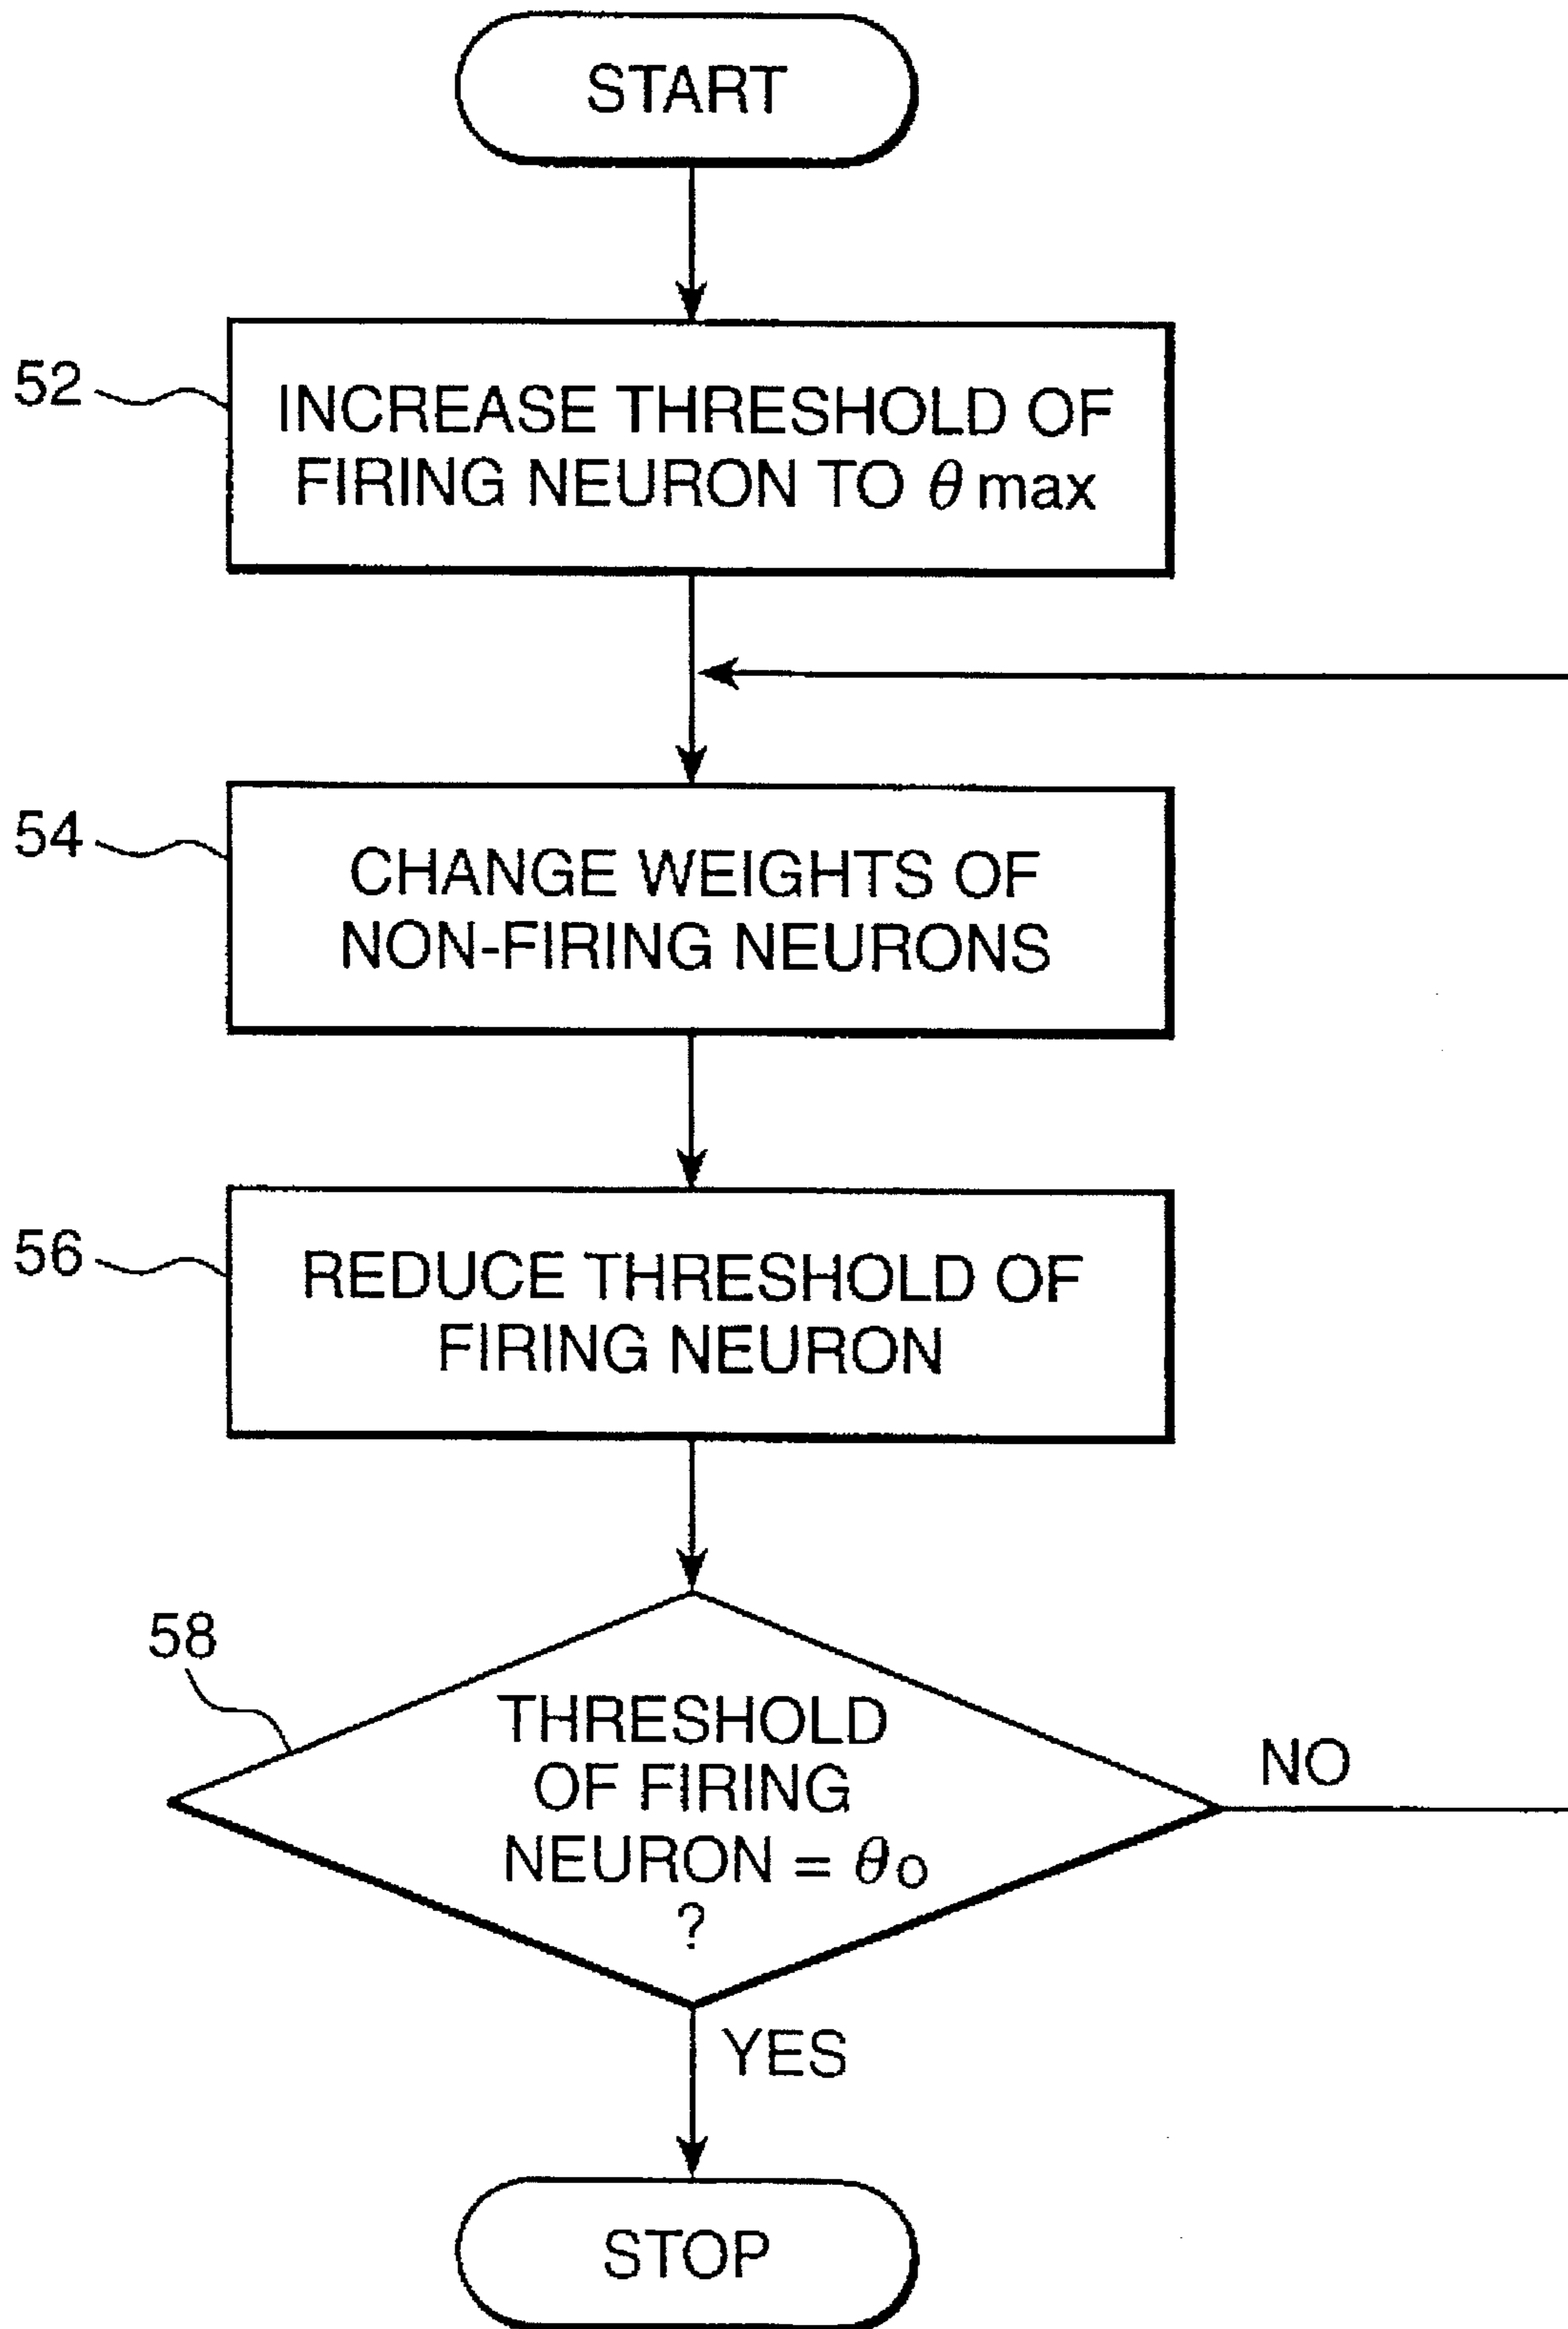 START
52
INCREASE THRESHOLD OF
FIRING NEURON TO θ max
54
CHANGE WEIGHTS OF
NON-FIRING NEURONS
56
REDUCE THRESHOLD OF
FIRING NEURON
58
THRESHOLD
OF FIRING
NEURON = θo
?
NO
YES
STOP